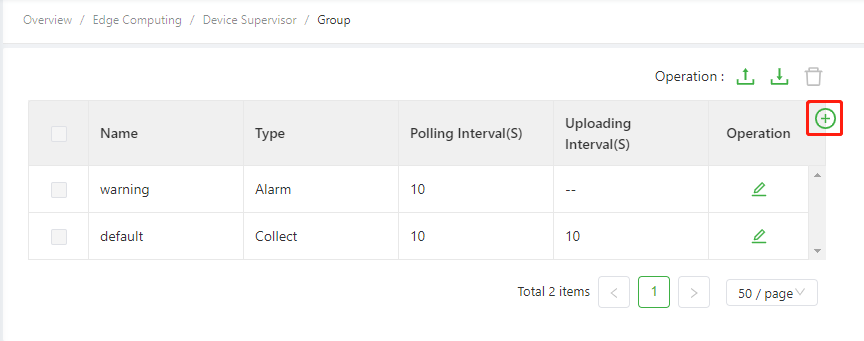 Overview / Edge Computing / Device Supervisor / Group
Operation :
Name Type Polling Interval(S) Uploading Interval(S) Operation
warning Alarm 10 --
default Collect 10 10
Total 2 items < 1 > 50 / page